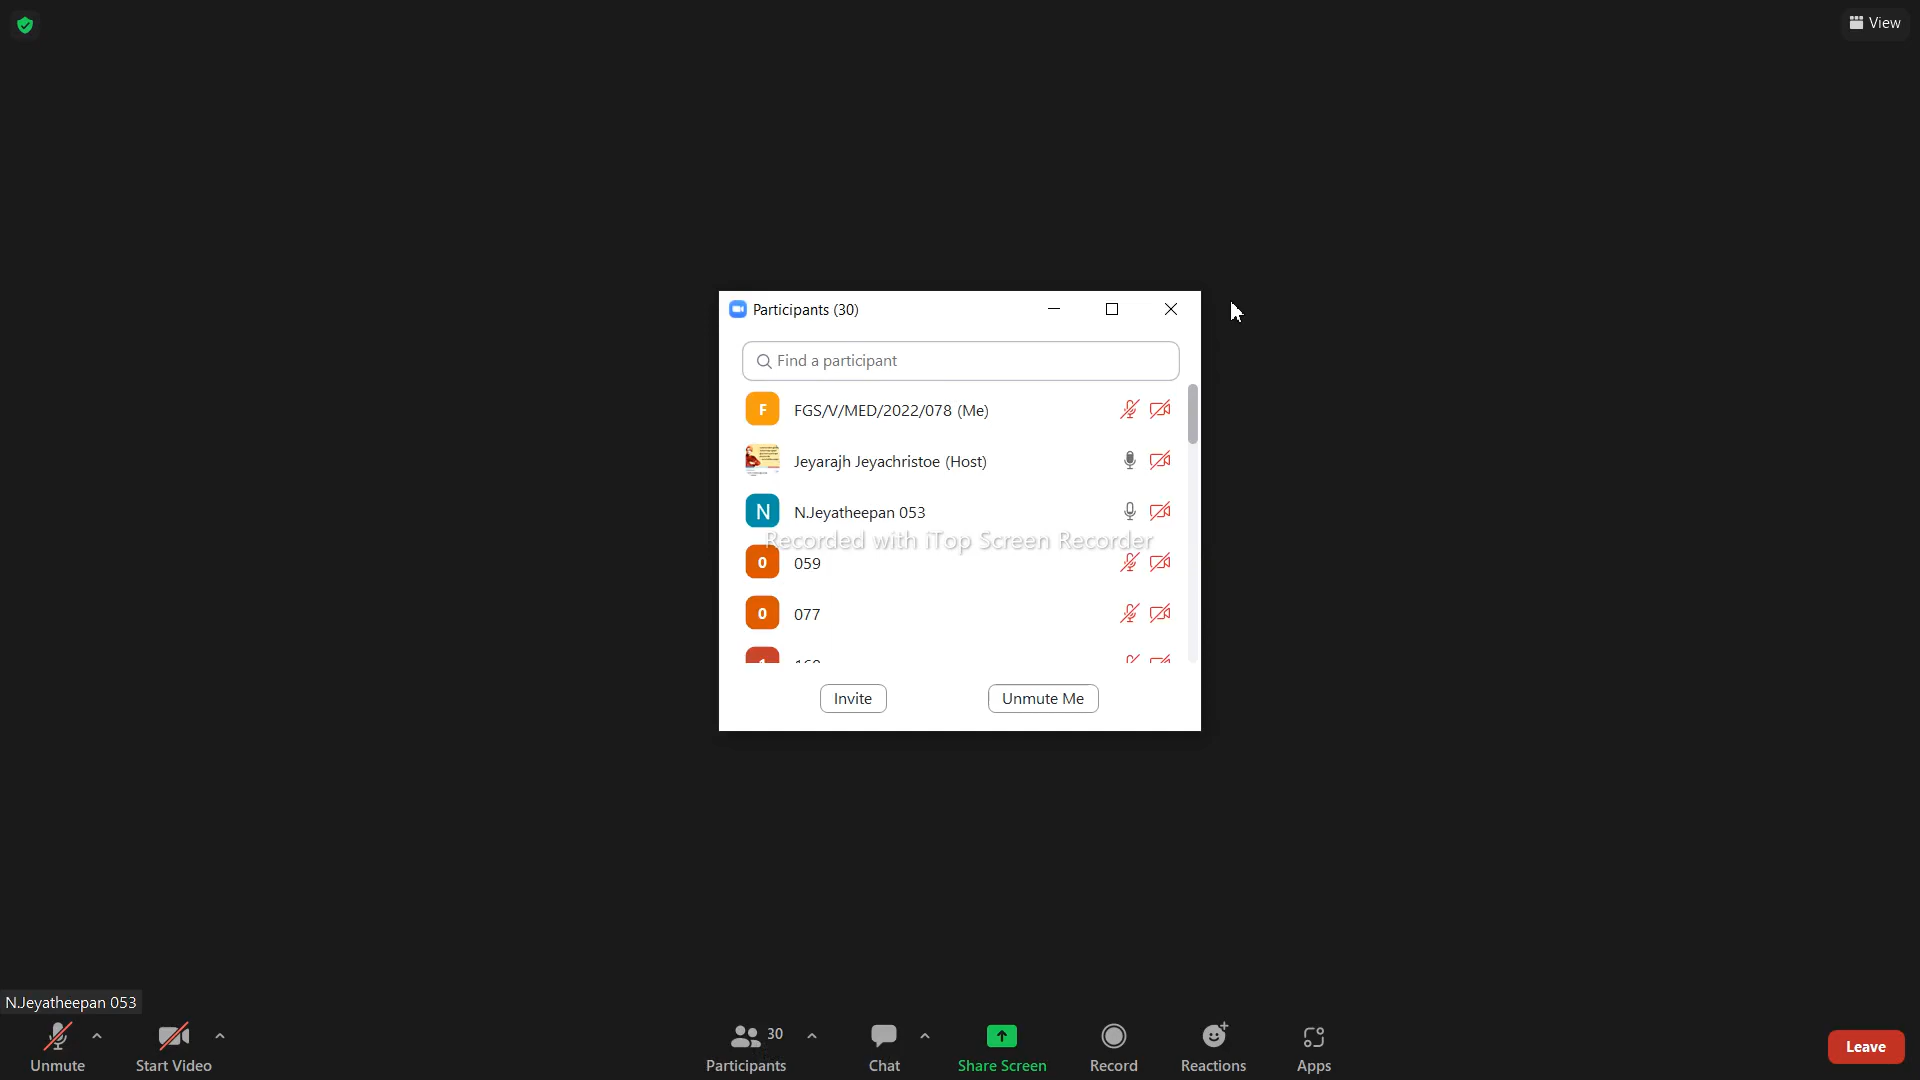 View
Participants (30)
Find a participant
F FGS/V/MED/2022/078 (Me)
Jeyarajh Jeyachristoe (Host)
N N.Jeyatheepan 053
Recorded with iTop Screen Recorder
0 059
0 077
Invite Unmute Me
N.Jeyatheepan 053
30
Unmute Start Video Participants Chat Share Screen Record Reactions Apps Leave